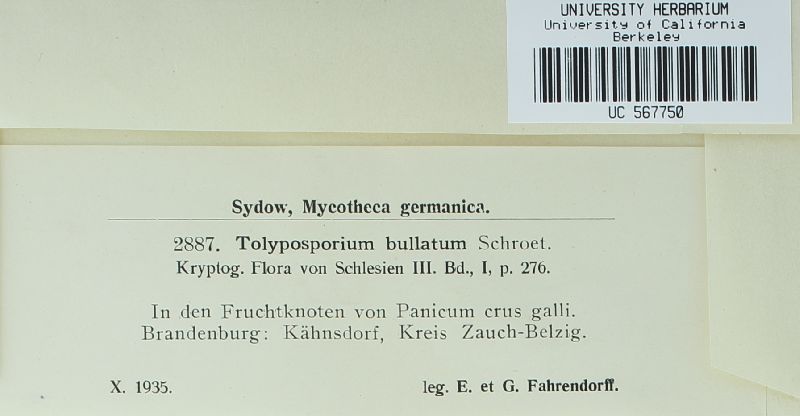 UNIVERSITY HERBARIUM
University of California
Berkeley
UC 567750
Sydow, Mycotheca germanica.
2887. Tolyposporium bullatum Schroet.
Kryptog. Flora von Schlesien III. Bd., I, p. 276.
In den Fruchtknoten von Panicum crus galli.
Brandenburg: Kähnsdorf, Kreis Zauch-Belzig.
X. 1935. leg. E. et G. Fahrendorff.